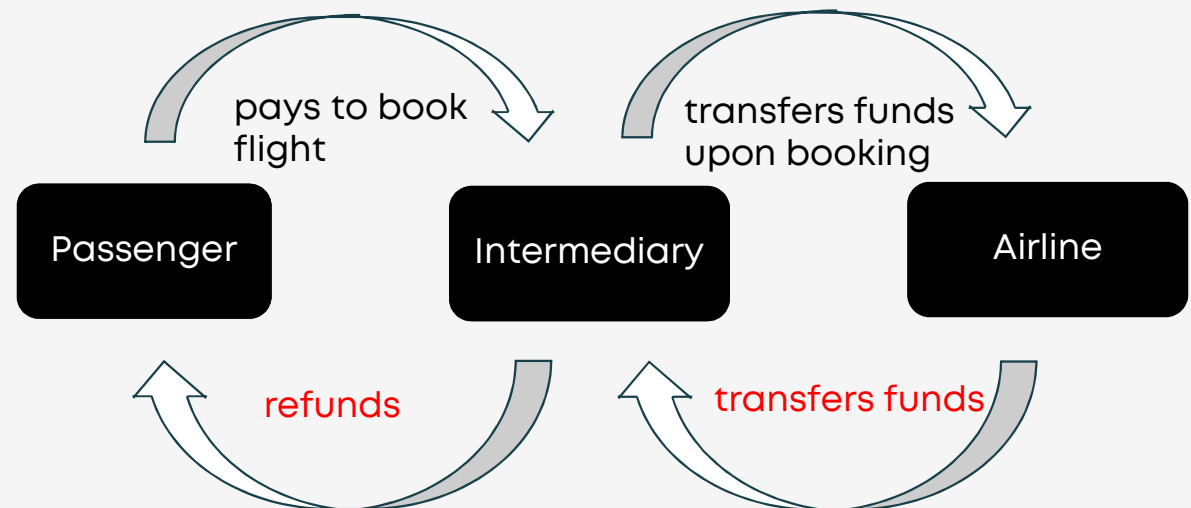 pays to book
flight
transfers funds
upon booking
Passenger
Intermediary
Airline
refunds
transfers funds